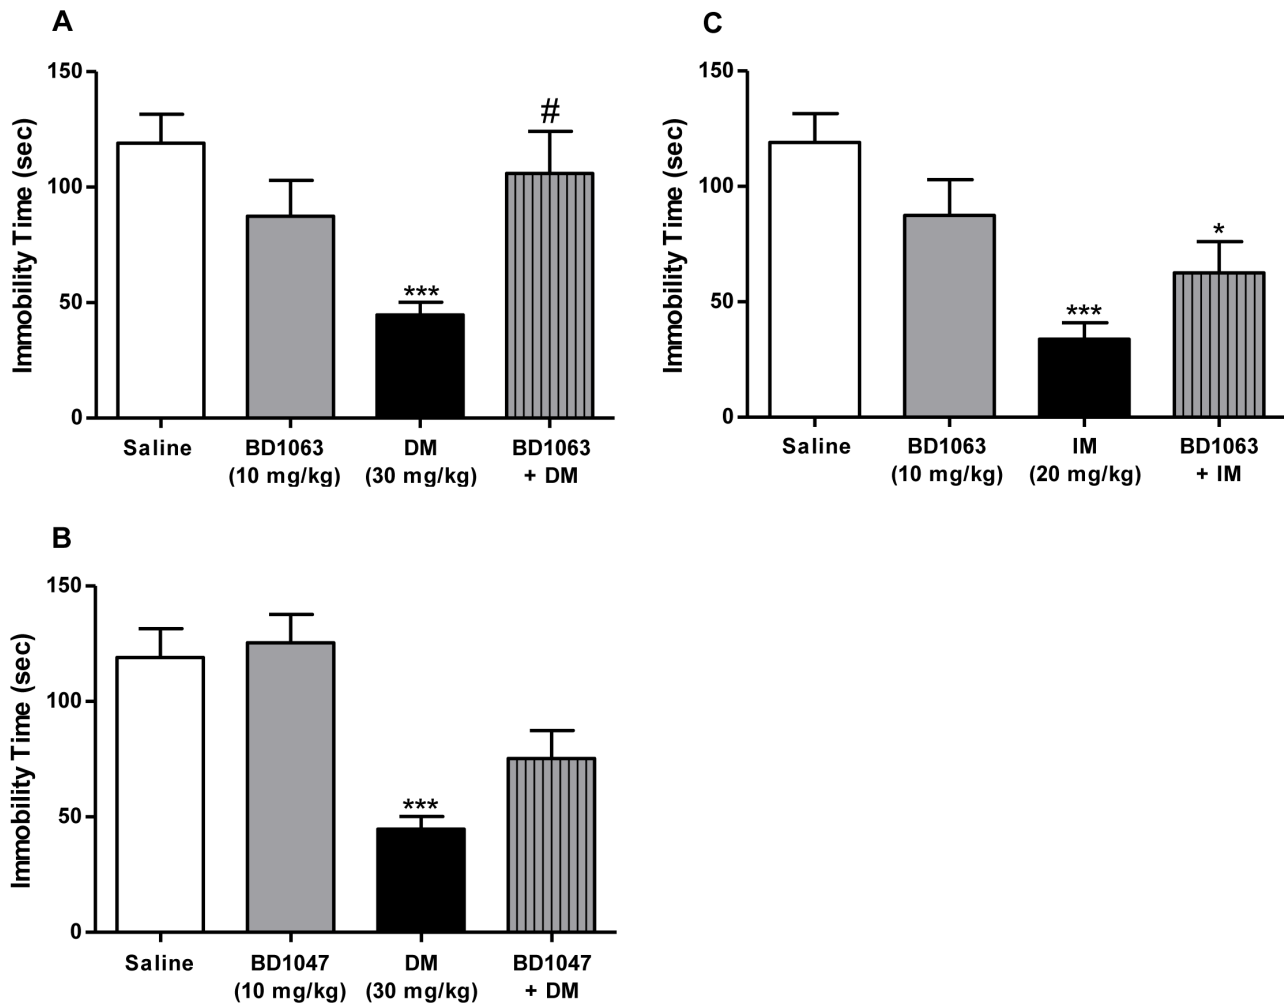 A
150
100
50
0
Immobility Time (sec)
#
***
Saline
BD1063
(10 mg/kg)
DM
(30 mg/kg)
BD1063
+ DM
C
150
100
50
0
Immobility Time (sec)
***
*
Saline
BD1063
(10 mg/kg)
IM
(20 mg/kg)
BD1063
+ IM
B
150
100
50
0
Immobility Time (sec)
***
Saline
BD1047
(10 mg/kg)
DM
(30 mg/kg)
BD1047
+ DM